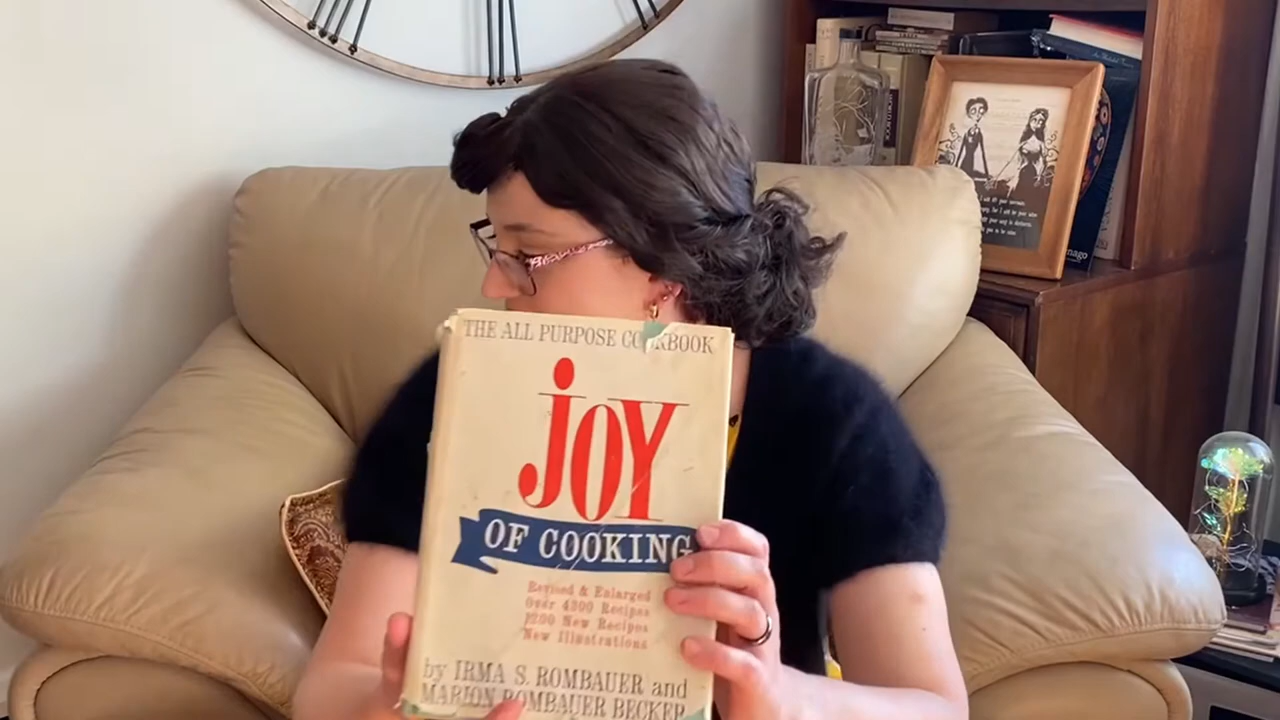 THE ALL PURPOSE COOKBOOK
JOY
OF COOKING
Revised & Enlarged
Over 4300 Recipes
1200 New Recipes
New Illustrations
by IRMA S. ROMBAUER and
MARION ROMBAUER BECKER